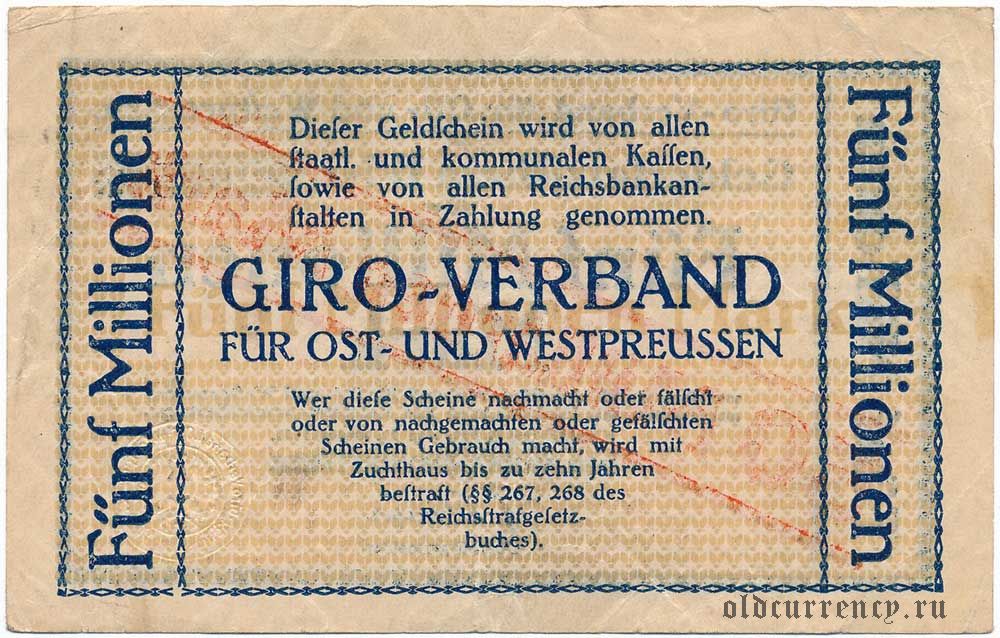 Fünf Millionen
Dieſer Geldſchein wird von allen
ſtaatl. und kommunalen Kaſſen,
ſowie von allen Reichsbankan-
ſtalten in Zahlung genommen.
GIRO-VERBAND
FÜR OST- UND WESTPREUSSEN
Wer dieſe Scheine nachmacht oder fälſcht
oder von nachgemachten oder gefälſchten
Scheinen Gebrauch macht, wird mit
Zuchthaus bis zu zehn Jahren
beſtraft (§§ 267, 268 des
Reichsſtrafgeſetz-
buches).
Fünf Millionen
oldcurrency.ru